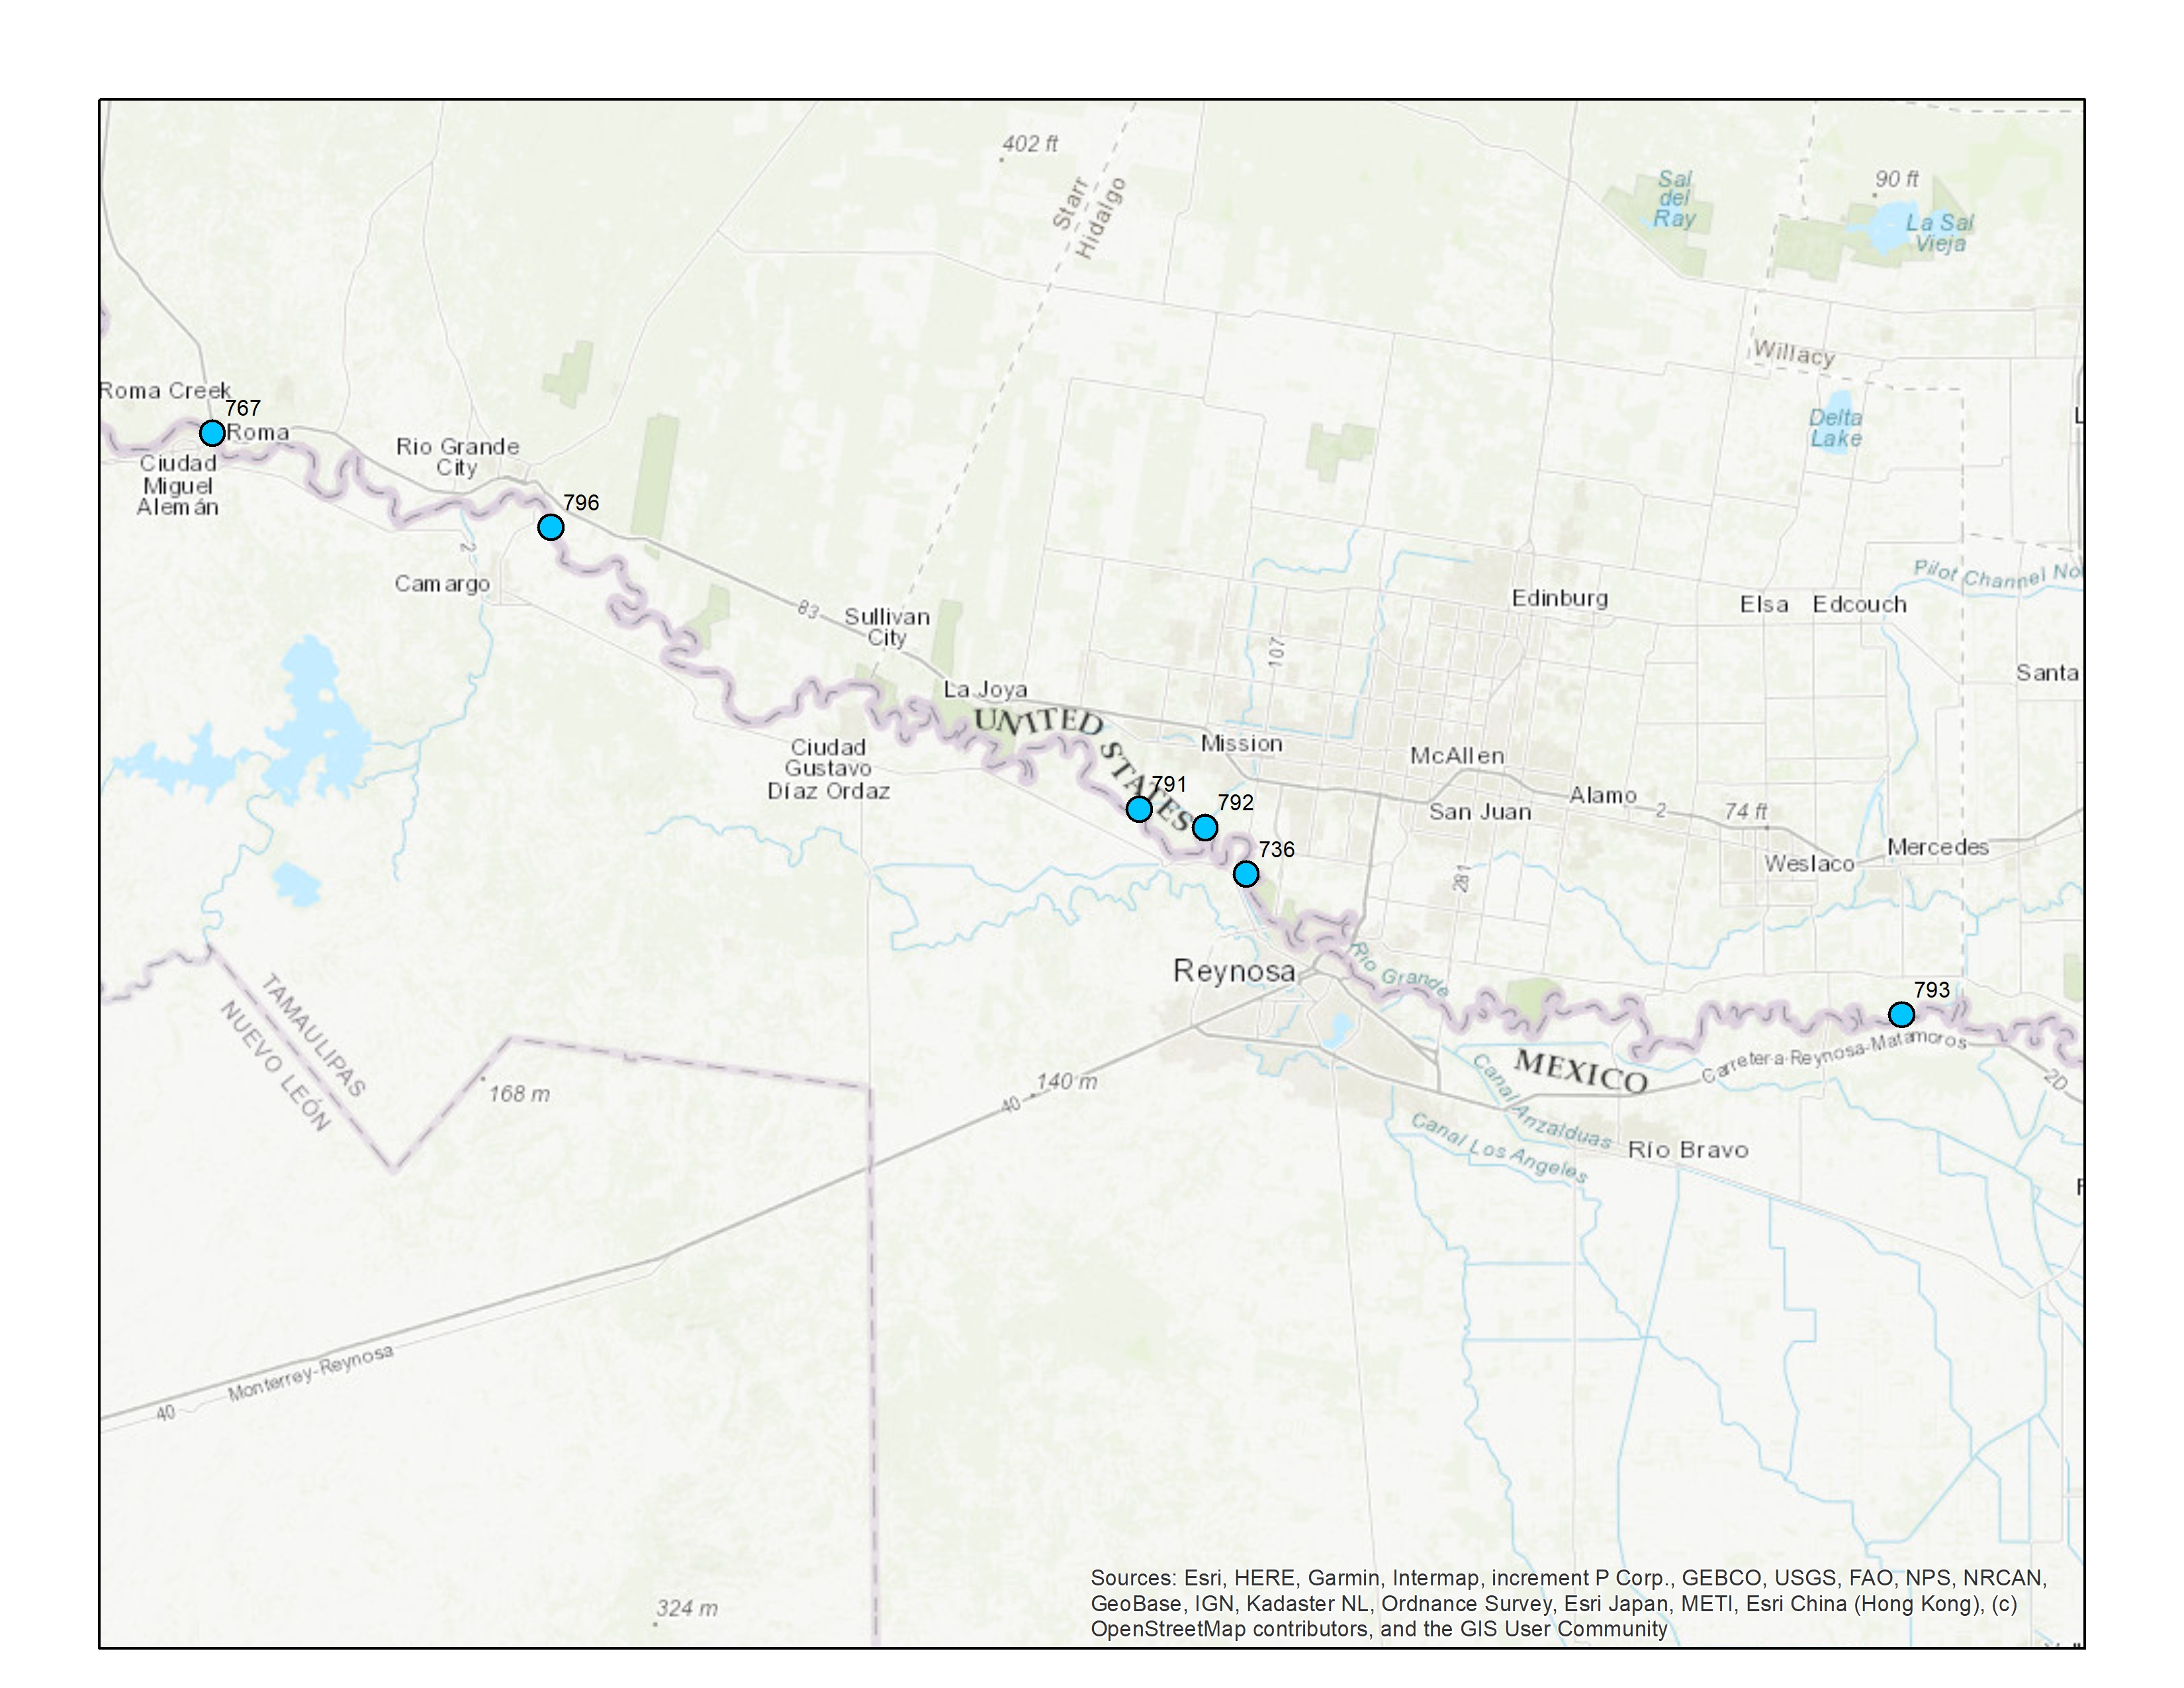 402 ft
Starr
Hidalgo
Sal
del
Ray
90 ft
La Sal
Vieja
Willacy
Roma Creek
767
Roma
Ciudad
Miguel
Alemán
Rio Grande
City
796
2
Camargo
Delta
Lake
L
Pilot Channel No
Edinburg
Elsa
Edcouch
83
Sullivan
City
107
Santa
La Joya
UNITED STATES
Mission
McAllen
Ciudad
Gustavo
Díaz Ordaz
791
792
736
San Juan
Alamo
2
74 ft
Mercedes
Weslaco
281
Reynosa
Rio Grande
793
TAMAULIPAS
NUEVO LEÓN
MEXICO
Carretera-Reynosa-Matamoros
20
168 m
140 m
40
Canal Anzalduas
Canal Los Angeles
Río Bravo
Monterrey-Reynosa
40
324 m
Sources: Esri, HERE, Garmin, Intermap, increment P Corp., GEBCO, USGS, FAO, NPS, NRCAN,
GeoBase, IGN, Kadaster NL, Ordnance Survey, Esri Japan, METI, Esri China (Hong Kong), (c)
OpenStreetMap contributors, and the GIS User Community